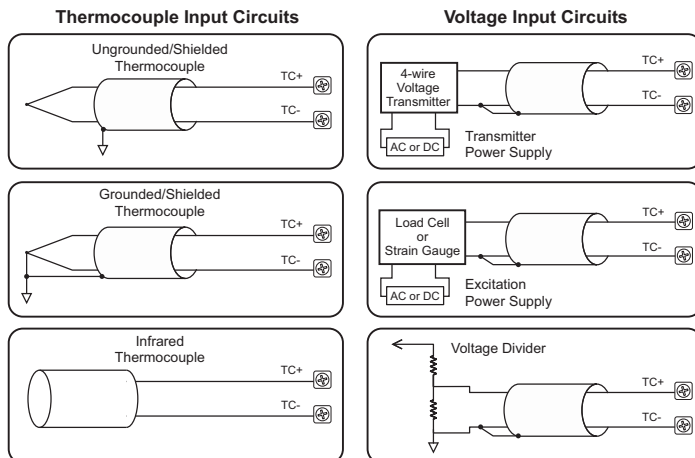 Thermocouple Input Circuits
Ungrounded/Shielded
Thermocouple
TC+
TC-
Grounded/Shielded
Thermocouple
TC+
TC-
Infrared
Thermocouple
TC+
TC-
Voltage Input Circuits
4-wire
Voltage
Transmitter
AC or DC
Transmitter
Power Supply
TC+
TC-
Load Cell
or
Strain Gauge
AC or DC
Excitation
Power Supply
TC+
TC-
Voltage Divider
TC+
TC-